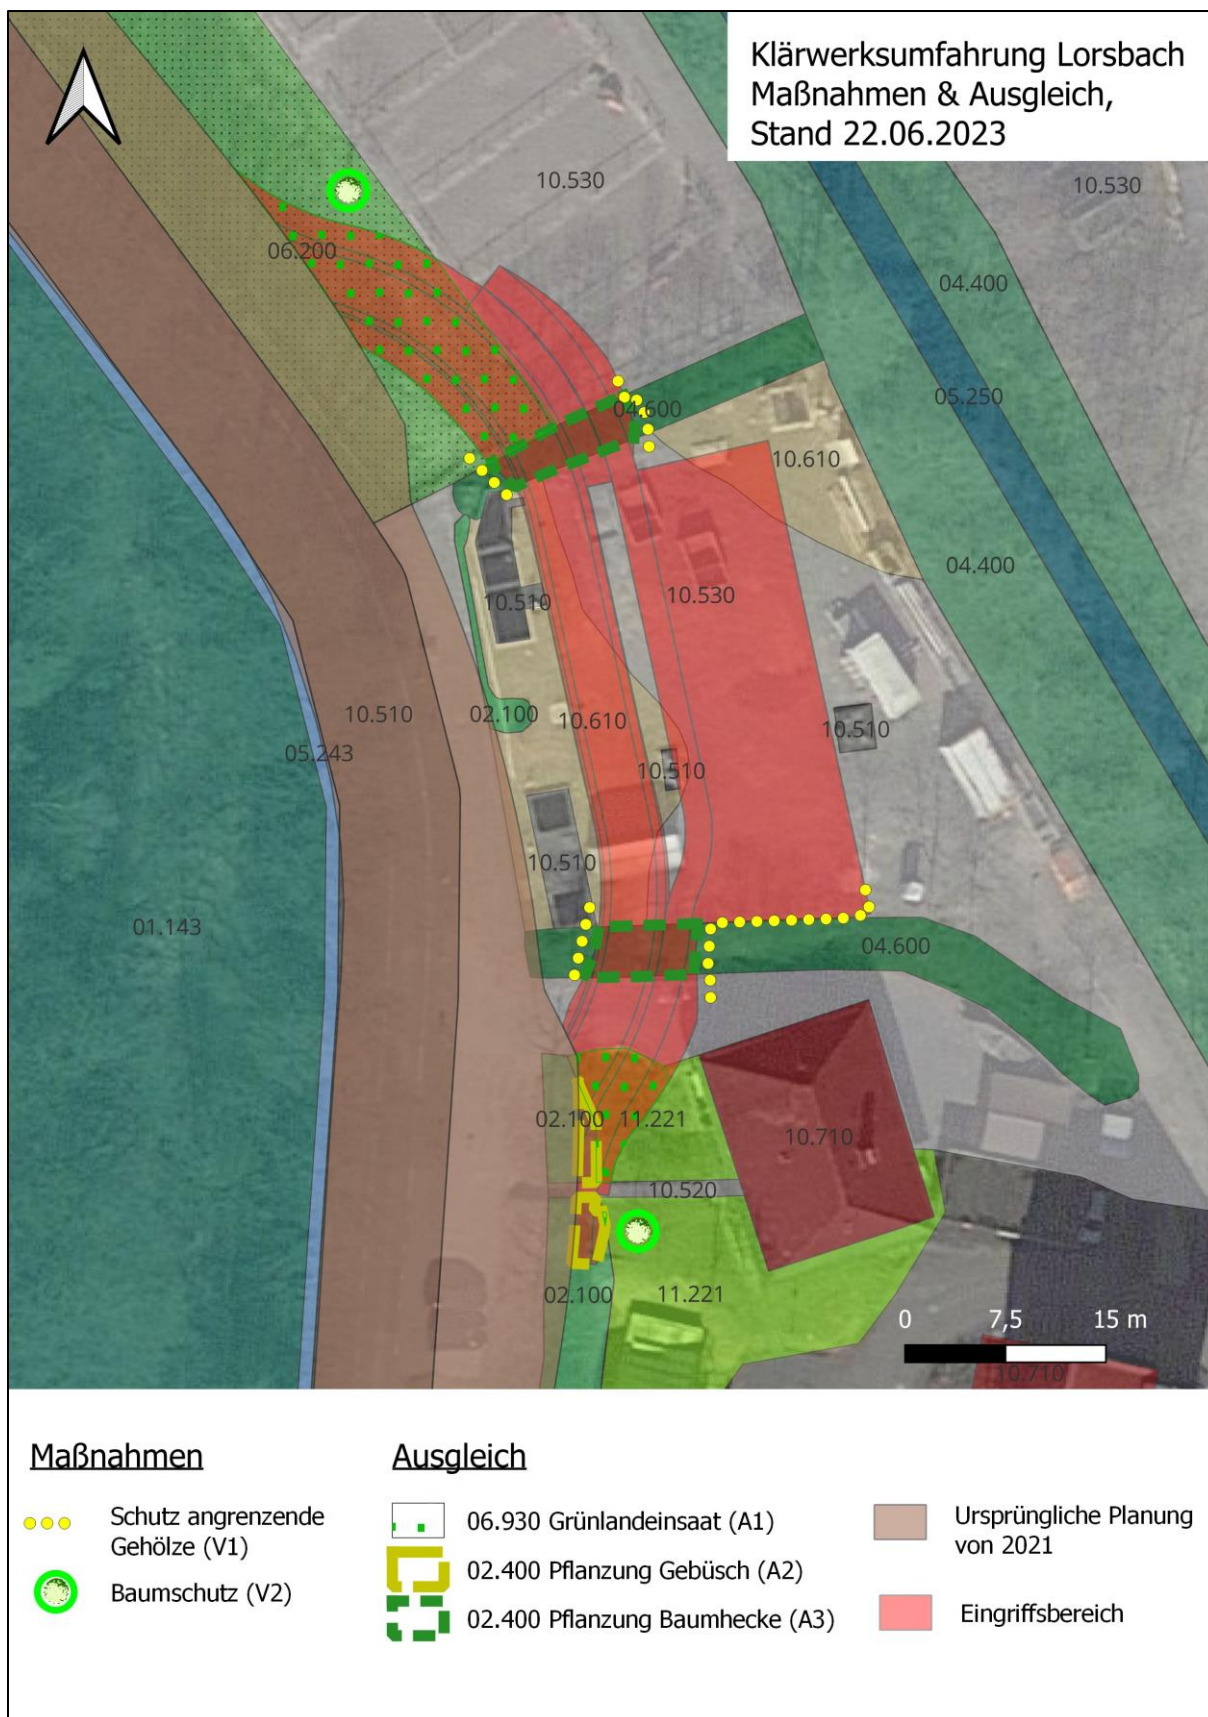 Klärwerksumfahrung Lorsbach
Maßnahmen & Ausgleich,
Stand 22.06.2023
10.530
10.530
06.200
04.400
05.250
04.600
10.610
04.400
10.510
10.530
10.510
02.100
10.610
10.510
05.243
10.510
10.510
01.143
04.600
02.100
11.221
10.710
10.520
02.100
11.221
0
7,5
15 m
10.710
Maßnahmen
Schutz angrenzende
Gehölze (V1)
Baumschutz (V2)
Ausgleich
06.930 Grünlandeinsaat (A1)
02.400 Pflanzung Gebüsch (A2)
02.400 Pflanzung Baumhecke (A3)
Ursprüngliche Planung
von 2021
Eingriffsbereich